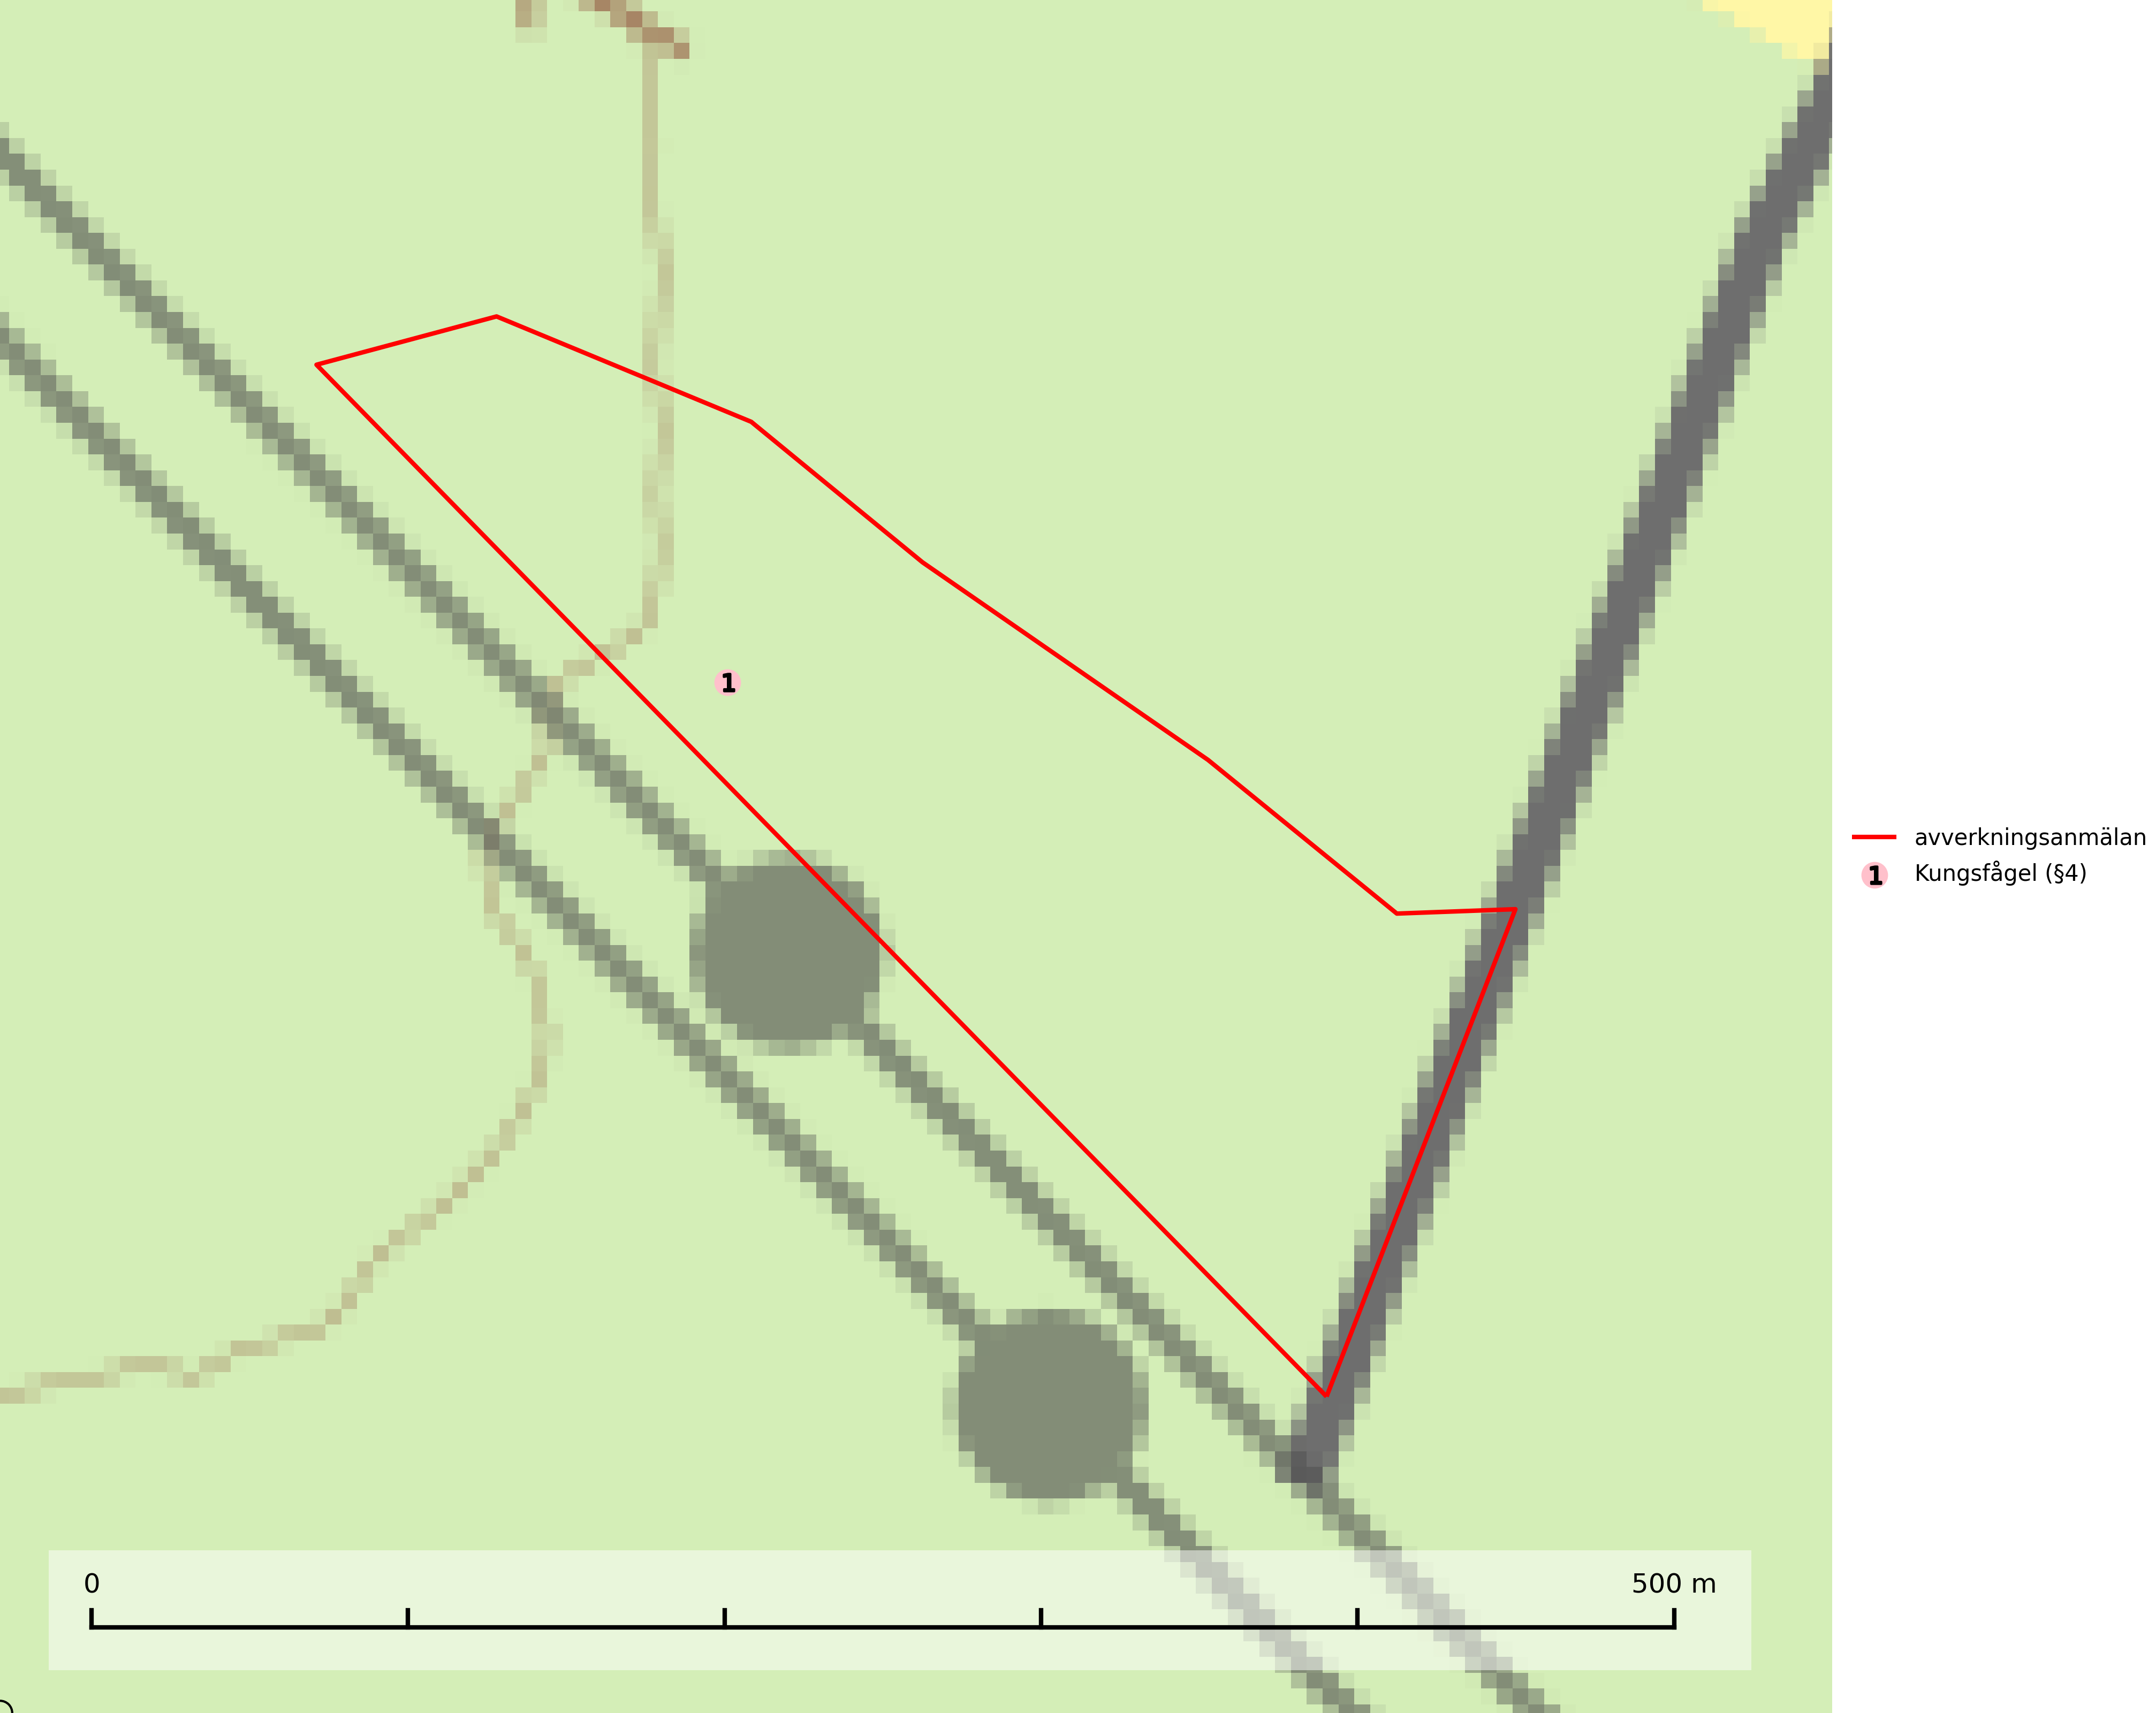 1
avverkningsanmälan
1 Kungsfågel (§4)
0 500 m